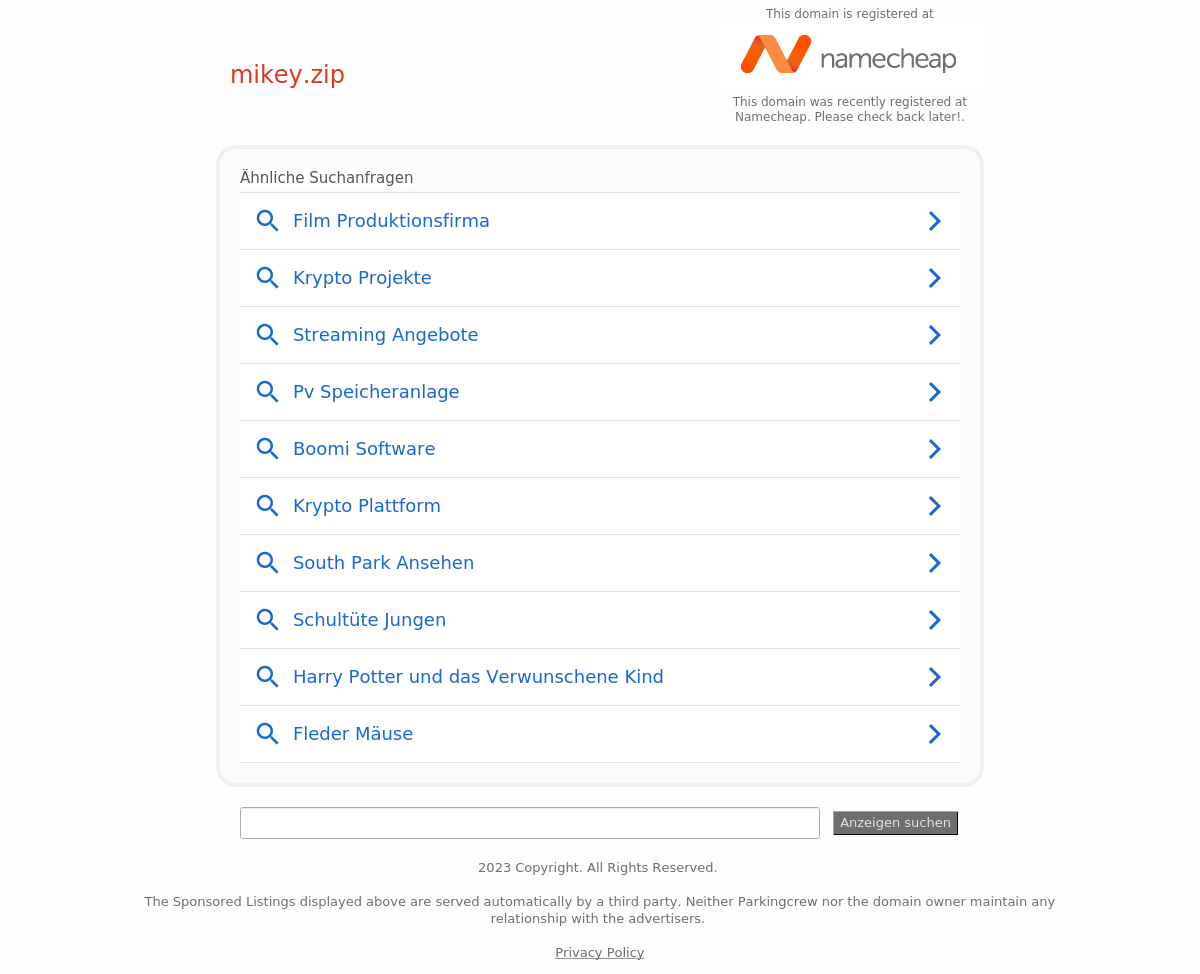 This domain is registered at
namecheap
mikey.zip
This domain was recently registered at
Namecheap. Please check back later!.
Ähnliche Suchanfragen
Film Produktionsfirma
Krypto Projekte
Streaming Angebote
Pv Speicheranlage
Boomi Software
Krypto Plattform
South Park Ansehen
Schultüte Jungen
Harry Potter und das Verwunschene Kind
Fleder Mäuse
Anzeigen suchen
2023 Copyright. All Rights Reserved.
The Sponsored Listings displayed above are served automatically by a third party. Neither Parkingcrew nor the domain owner maintain any
relationship with the advertisers.
Privacy Policy